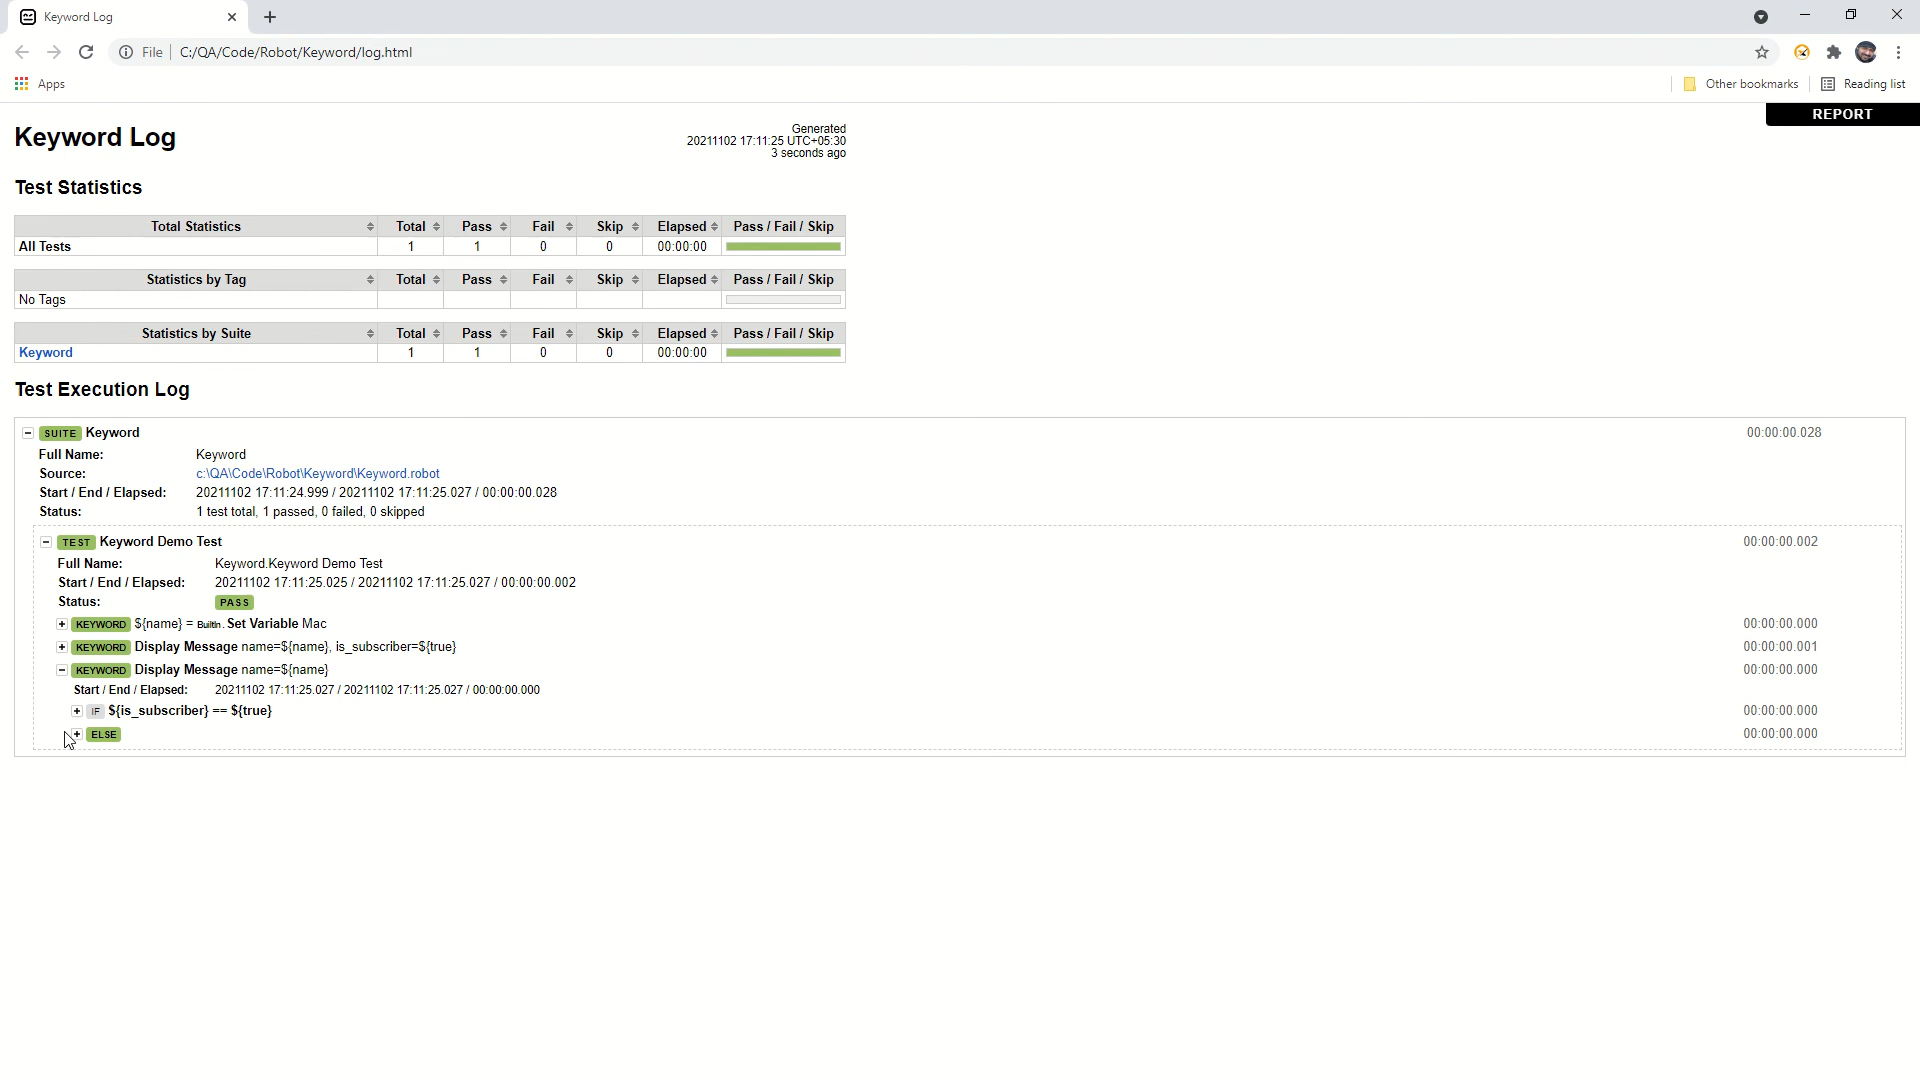 Keyword Log
File
C:/QA/Code/Robot/Keyword/log.html
Apps
Other bookmarks
Reading list
REPORT
Keyword Log
Generated
20211102 17:11:25 UTC+05:30
3 seconds ago
Test Statistics
Total Statistics Total Pass Fail Skip Elapsed Pass / Fail / Skip
All Tests 1 1 0 0 00:00:00
Statistics by Tag Total Pass Fail Skip Elapsed Pass / Fail / Skip
No Tags
Statistics by Suite Total Pass Fail Skip Elapsed Pass / Fail / Skip
Keyword 1 1 0 0 00:00:00
Test Execution Log
SUITE Keyword 00:00:00.028
Full Name: Keyword
Source: c:\QA\Code\Robot\Keyword\Keyword.robot
Start / End / Elapsed: 20211102 17:11:24.999 / 20211102 17:11:25.027 / 00:00:00.028
Status: 1 test total, 1 passed, 0 failed, 0 skipped
TEST Keyword Demo Test 00:00:00.002
Full Name: Keyword.Keyword Demo Test
Start / End / Elapsed: 20211102 17:11:25.025 / 20211102 17:11:25.027 / 00:00:00.002
Status: PASS
KEYWORD ${name} = BuiltIn. Set Variable Mac 00:00:00.000
KEYWORD Display Message name=${name}, is_subscriber=${true} 00:00:00.001
KEYWORD Display Message name=${name} 00:00:00.000
Start / End / Elapsed: 20211102 17:11:25.027 / 20211102 17:11:25.027 / 00:00:00.000
IF ${is_subscriber} == ${true} 00:00:00.000
ELSE 00:00:00.000